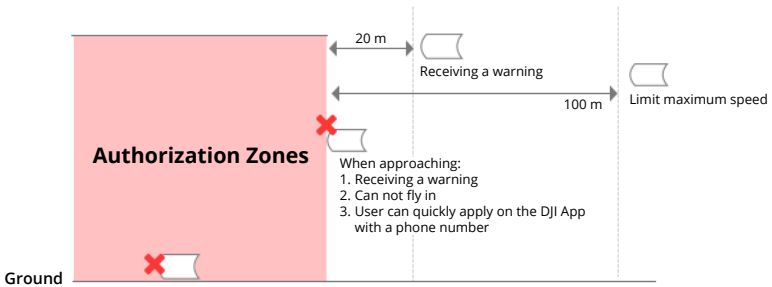 20 m
Receiving a warning
100 m
Limit maximum speed
Authorization Zones
When approaching:
1. Receiving a warning
2. Can not fly in
3. User can quickly apply on the DJI App
with a phone number
Ground